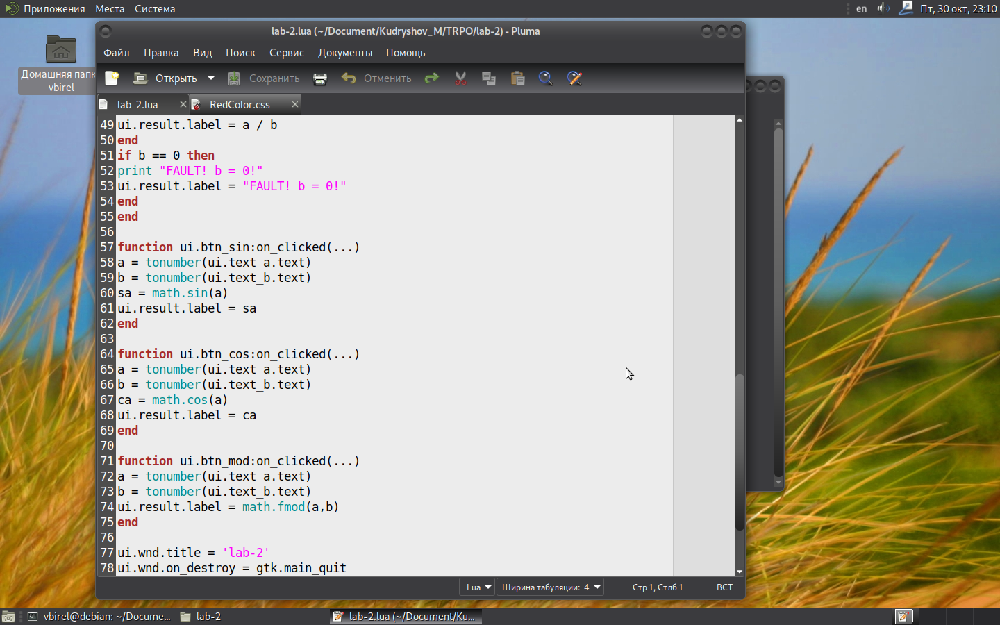 Приложения Места Система
en Пт, 30 окт, 23:10
Домашняя папк
vbirel
lab-2.lua (~/Document/Kudryshov_M/TRPO/lab-2) - Pluma
Файл Правка Вид Поиск Сервис Документы Помощь
Открыть Сохранить Отменить
lab-2.lua RedColor.css
49 ui.result.label = a / b
50 end
51 if b == 0 then
52 print "FAULT! b = 0!"
53 ui.result.label = "FAULT! b = 0!"
54 end
55 end
56
57 function ui.btn_sin:on_clicked(...)
58 a = tonumber(ui.text_a.text)
59 b = tonumber(ui.text_b.text)
60 sa = math.sin(a)
61 ui.result.label = sa
62 end
63
64 function ui.btn_cos:on_clicked(...)
65 a = tonumber(ui.text_a.text)
66 b = tonumber(ui.text_b.text)
67 ca = math.cos(a)
68 ui.result.label = ca
69 end
70
71 function ui.btn_mod:on_clicked(...)
72 a = tonumber(ui.text_a.text)
73 b = tonumber(ui.text_b.text)
74 ui.result.label = math.fmod(a,b)
75 end
76
77 ui.wnd.title = 'lab-2'
78 ui.wnd.on_destroy = gtk.main_quit
Lua Ширина табуляции: 4 Стр 1, Стлб 1 ВСТ
vbirel@debian: ~/Docume... lab-2 lab-2.lua (~/Document/Ku...